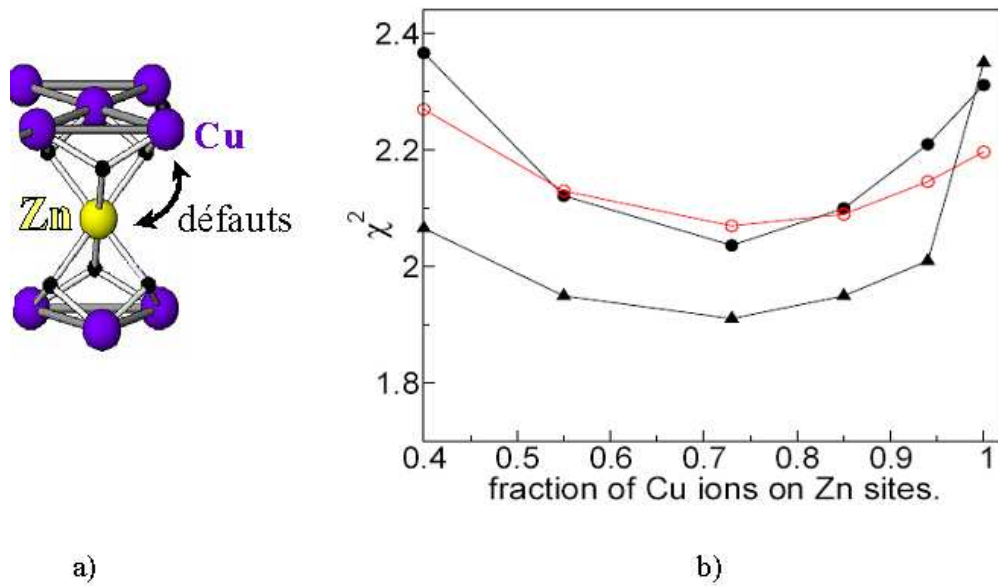 Cu
Zn
défauts
χ²
2.4
2.2
2
1.8
0.4 0.5 0.6 0.7 0.8 0.9 1
fraction of Cu ions on Zn sites.
a)
b)